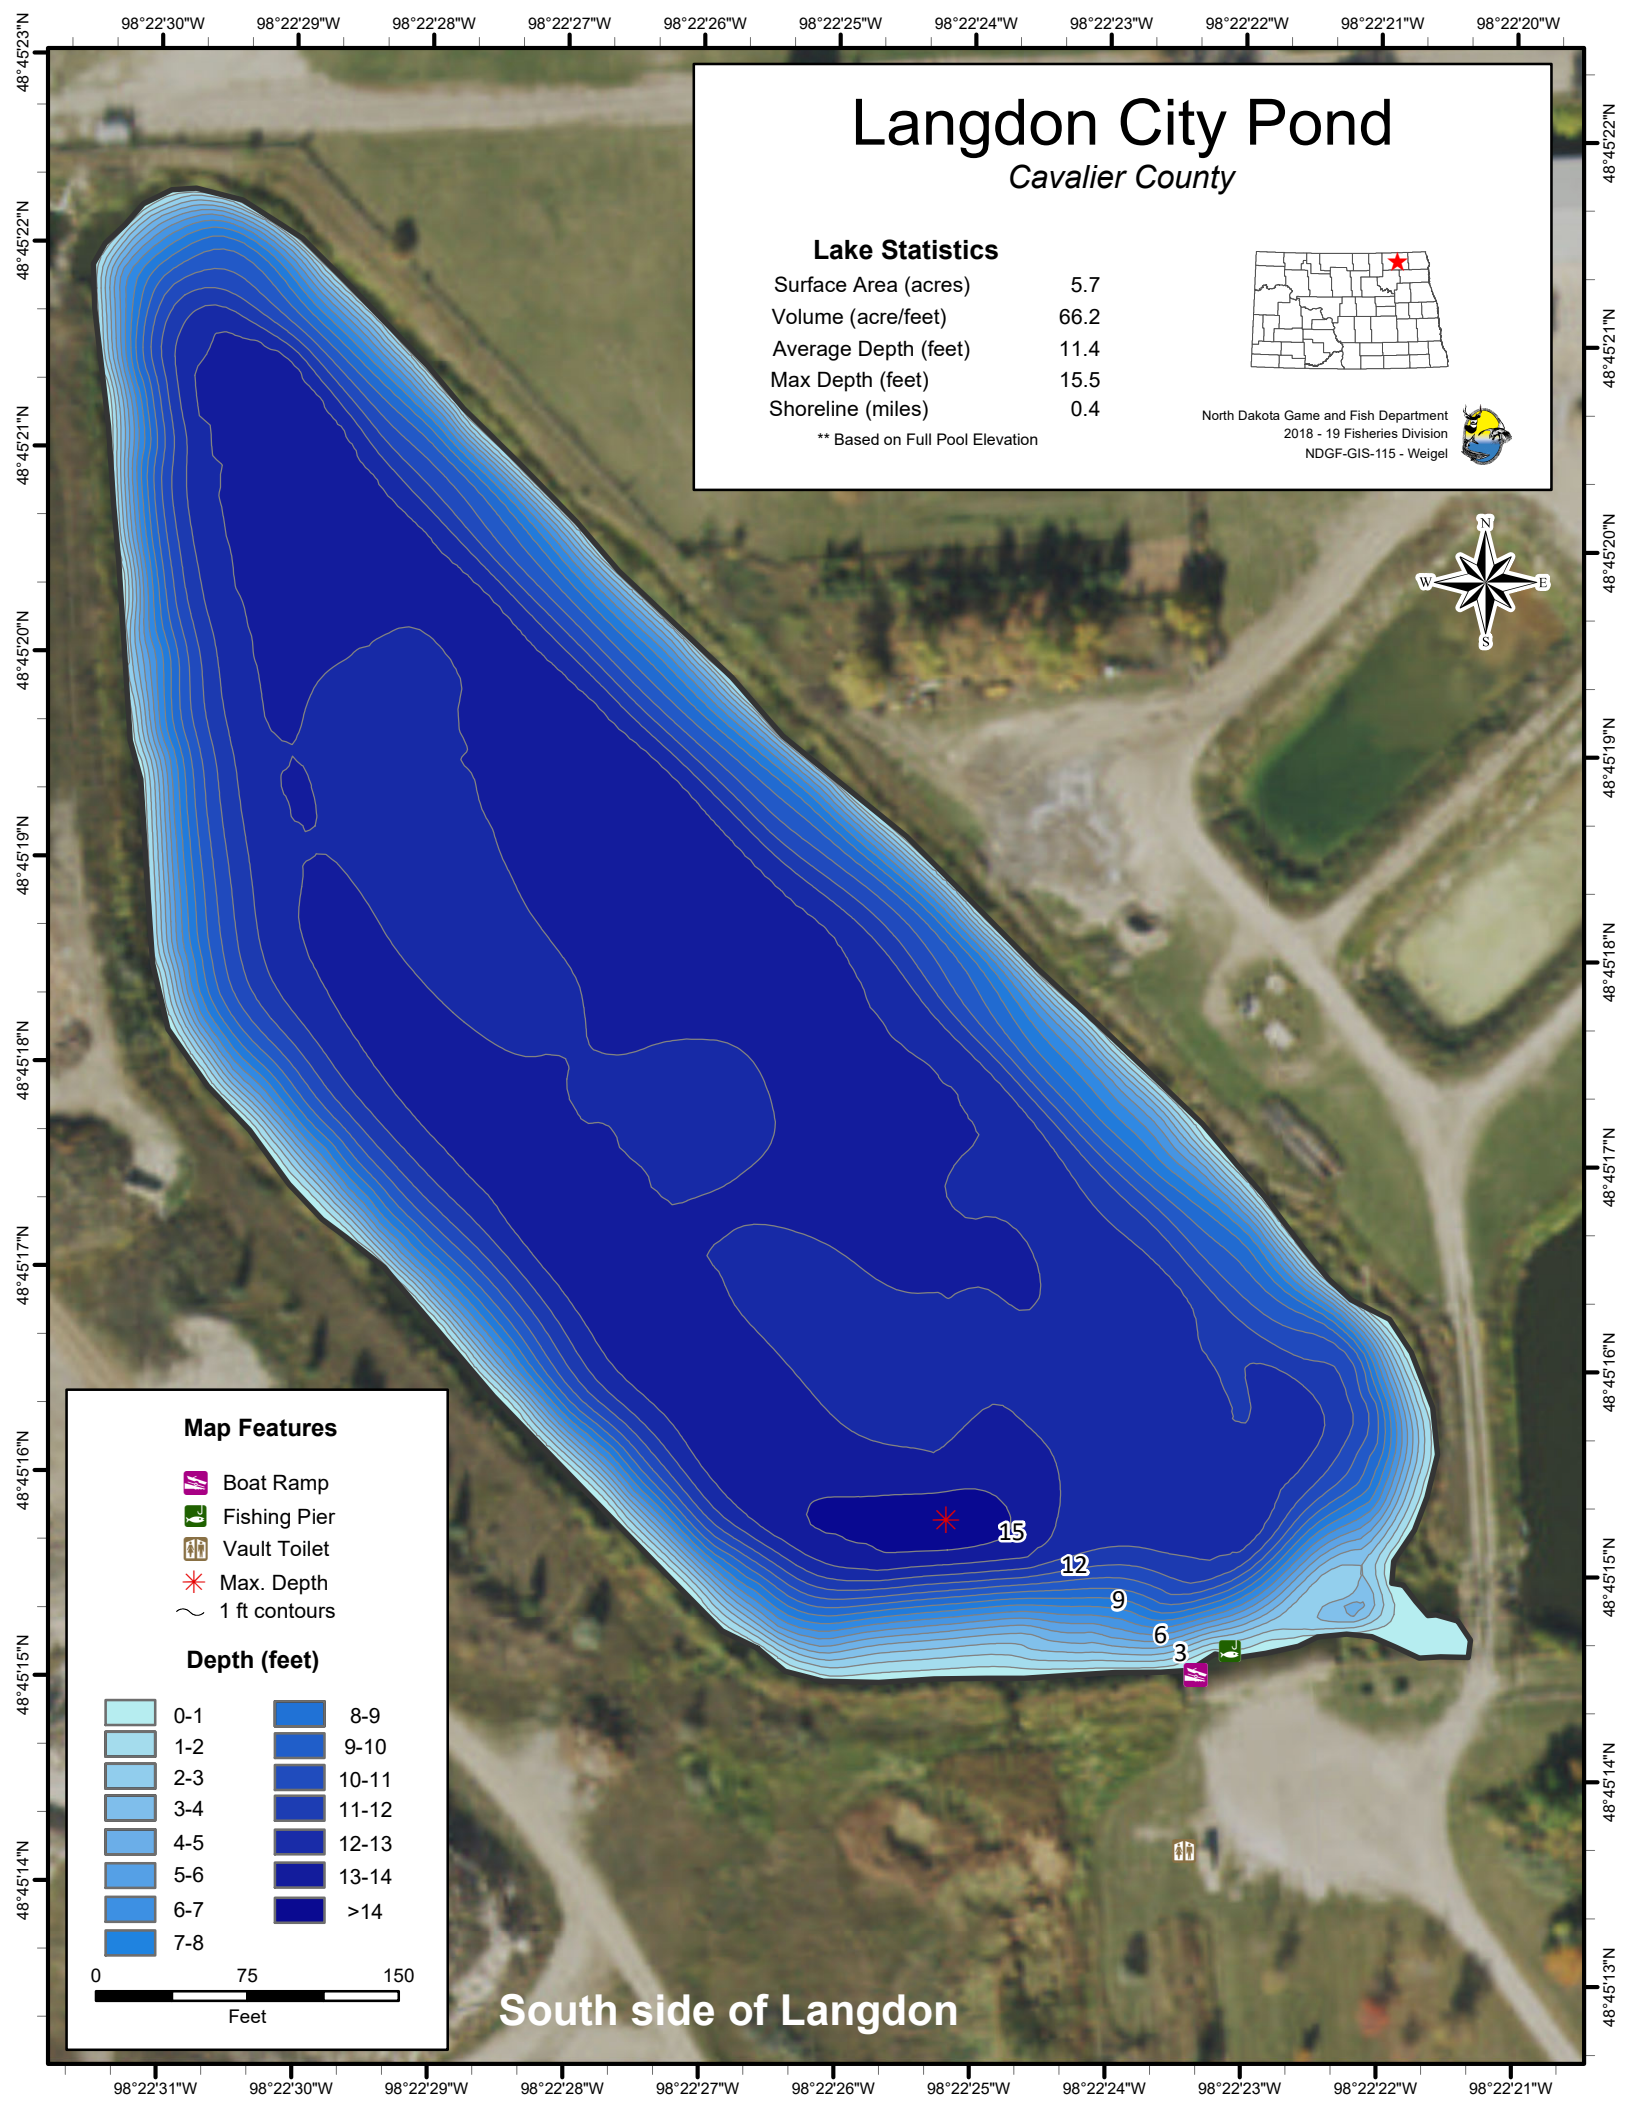 98°22'30"W 98°22'29"W 98°22'28"W 98°22'27"W 98°22'26"W 98°22'25"W 98°22'24"W 98°22'23"W 98°22'22"W 98°22'21"W 98°22'20"W
Langdon City Pond
Cavalier County
Lake Statistics
Surface Area (acres) 5.7
Volume (acre/feet) 66.2
Average Depth (feet) 11.4
Max Depth (feet) 15.5
Shoreline (miles) 0.4
** Based on Full Pool Elevation
North Dakota Game and Fish Department
2018 - 19 Fisheries Division
NDGF-GIS-115 - Weigel
N
W E
S
48°45'23"N
48°45'22"N
48°45'21"N
48°45'20"N
48°45'19"N
48°45'18"N
48°45'17"N
48°45'16"N
48°45'15"N
48°45'14"N
48°45'22"N
48°45'21"N
48°45'20"N
48°45'19"N
48°45'18"N
48°45'17"N
48°45'16"N
48°45'15"N
48°45'14"N
48°45'13"N
15
12
9
6
3
Map Features
Boat Ramp
Fishing Pier
Vault Toilet
Max. Depth
1 ft contours
Depth (feet)
0-1 8-9
1-2 9-10
2-3 10-11
3-4 11-12
4-5 12-13
5-6 13-14
6-7 >14
7-8
0 75 150
Feet
South side of Langdon
98°22'31"W 98°22'30"W 98°22'29"W 98°22'28"W 98°22'27"W 98°22'26"W 98°22'25"W 98°22'24"W 98°22'23"W 98°22'22"W 98°22'21"W